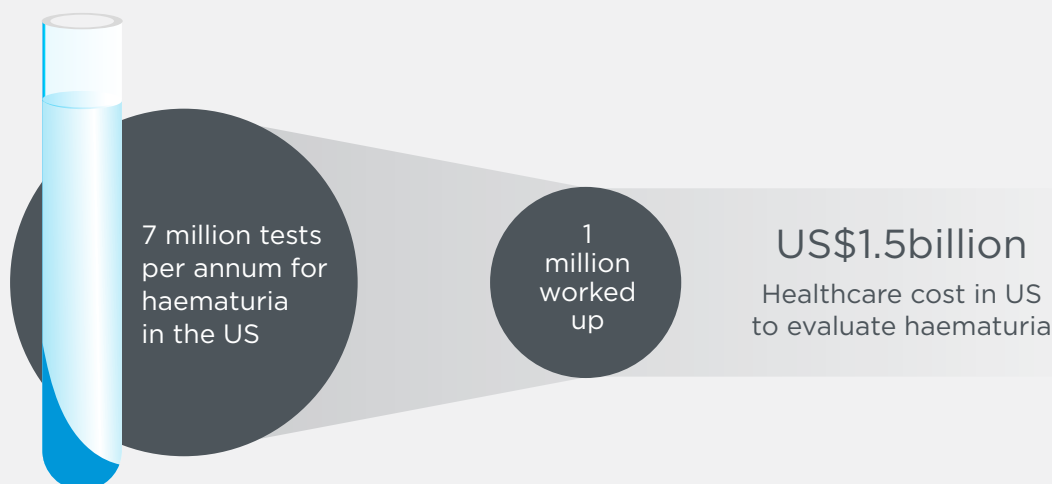 7 million tests
per annum for
haematuria
in the US
1
million
worked
up
US$1.5billion
Healthcare cost in US
to evaluate haematuria